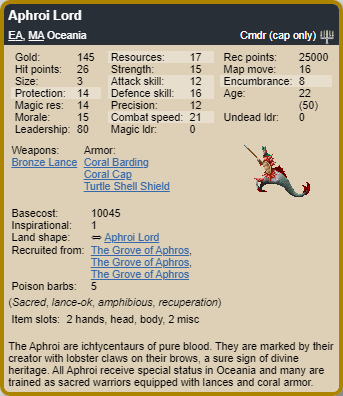 Aphroi Lord
EA, MA Oceania Cmdr (cap only)
Gold: 145 Resources: 17 Rec points: 25000
Hit points: 26 Strength: 15 Map move: 16
Size: 3 Attack skill: 12 Encumbrance: 8
Protection: 14 Defence skill: 16 Age: 22
Magic res: 14 Precision: 12 (50)
Morale: 15 Combat speed: 21 Undead ldr: 0
Leadership: 80 Magic ldr: 0
Weapons: Armor:
Bronze Lance Coral Barding
Coral Cap
Turtle Shell Shield
Basecost: 10045
Inspirational: 1
Land shape: ⇔ Aphroi Lord
Recruited from: The Grove of Aphros,
The Grove of Aphros,
The Grove of Aphros
Poison barbs: 5
(Sacred, lance-ok, amphibious, recuperation)
Item slots: 2 hands, head, body, 2 misc
The Aphroi are ichtycentaurs of pure blood. They are marked by their
creator with lobster claws on their brows, a sure sign of divine
heritage. All Aphroi receive special status in Oceania and many are
trained as sacred warriors equipped with lances and coral armor.